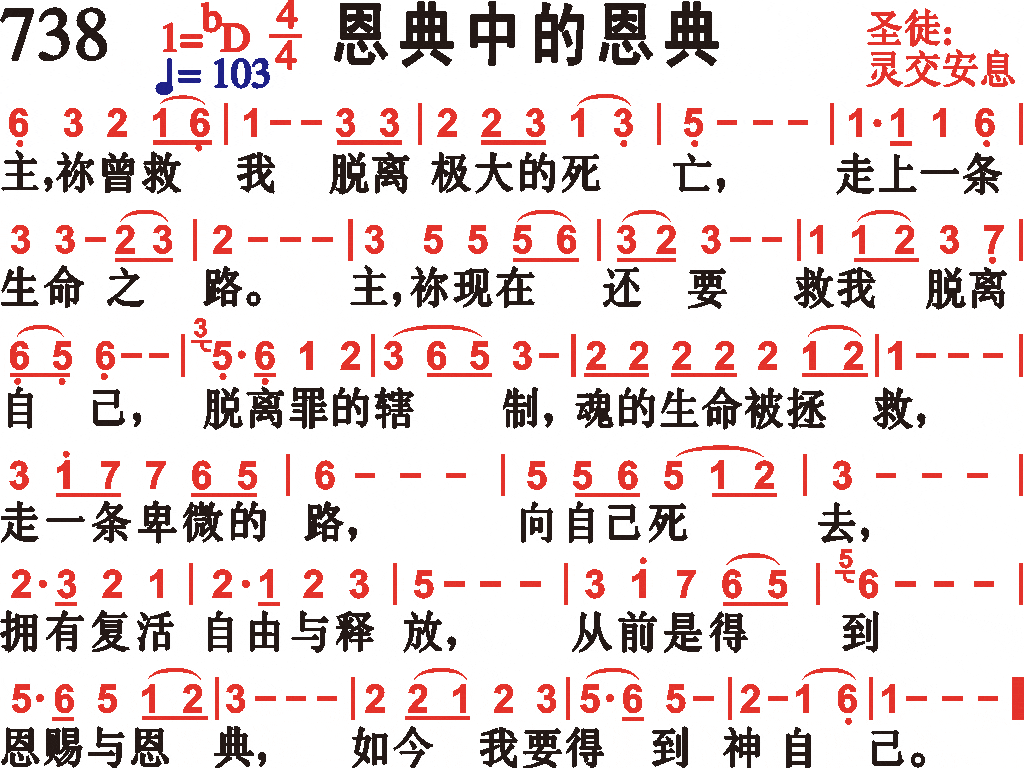 738 1=ᵇD 4/4 恩典中的恩典 圣徒:
♩= 103 灵交安息
6̣ 3 2 1 6̣ | 1 - - 3 3 | 2 2 3 1 3̣ | 5̣ - - - | 1· 1 1 6̣ |
主,祢曾救 我 脱离 极大的死 亡, 走上一条
3 3 - 2 3 | 2 - - - | 3 5 5 5 6 | 3 2 3 - - | 1 1 2 3 7̣ |
生命 之 路。 主,祢现在 还 要 救我 脱离
6̣ 5̣ 6̣ - - | 3 5̣· 6̣ 1 2 | 3 6 5 3 - | 2 2 2 2 2 1 2 | 1 - - - |
自 己, 脱离罪的辖 制, 魂的生命被拯 救,
3 1̇ 7 7 6 5 | 6 - - - | 5 5 6 5 1 2 | 3 - - - |
走一条卑微的 路, 向自己死 去,
2· 3 2 1 | 2· 1 2 3 | 5 - - - | 3 1̇ 7 6 5 | 5 6 - - - |
拥有复活 自由与释 放, 从前是得 到
5· 6 5 1 2 | 3 - - - | 2 2 1 2 3 | 5· 6 5 - | 2 - 1 6̣ | 1 - - -
恩赐与恩 典, 如今 我要得 到 神自 己。